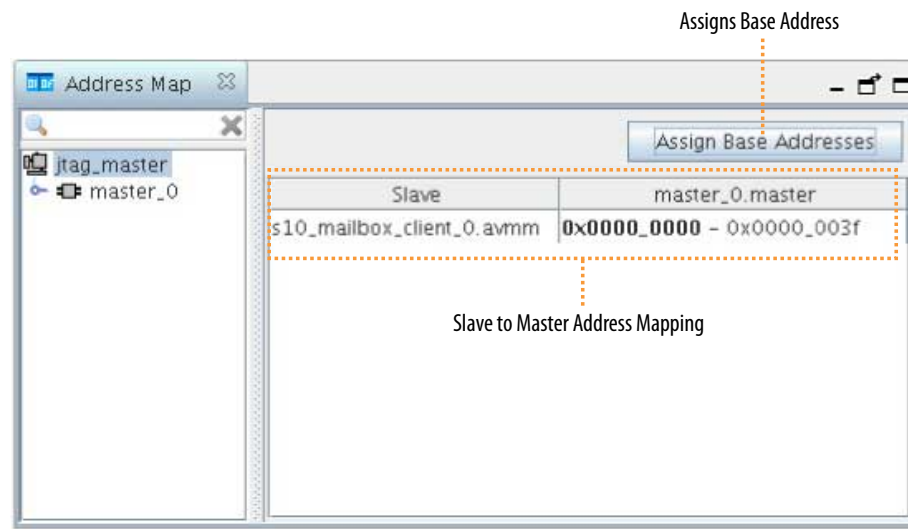 Assigns Base Address
Address Map
Assign Base Addresses
jtag_master
master_0
Slave
master_0.master
s10_mailbox_client_0.avmm
0x0000_0000 – 0x0000_003f
Slave to Master Address Mapping